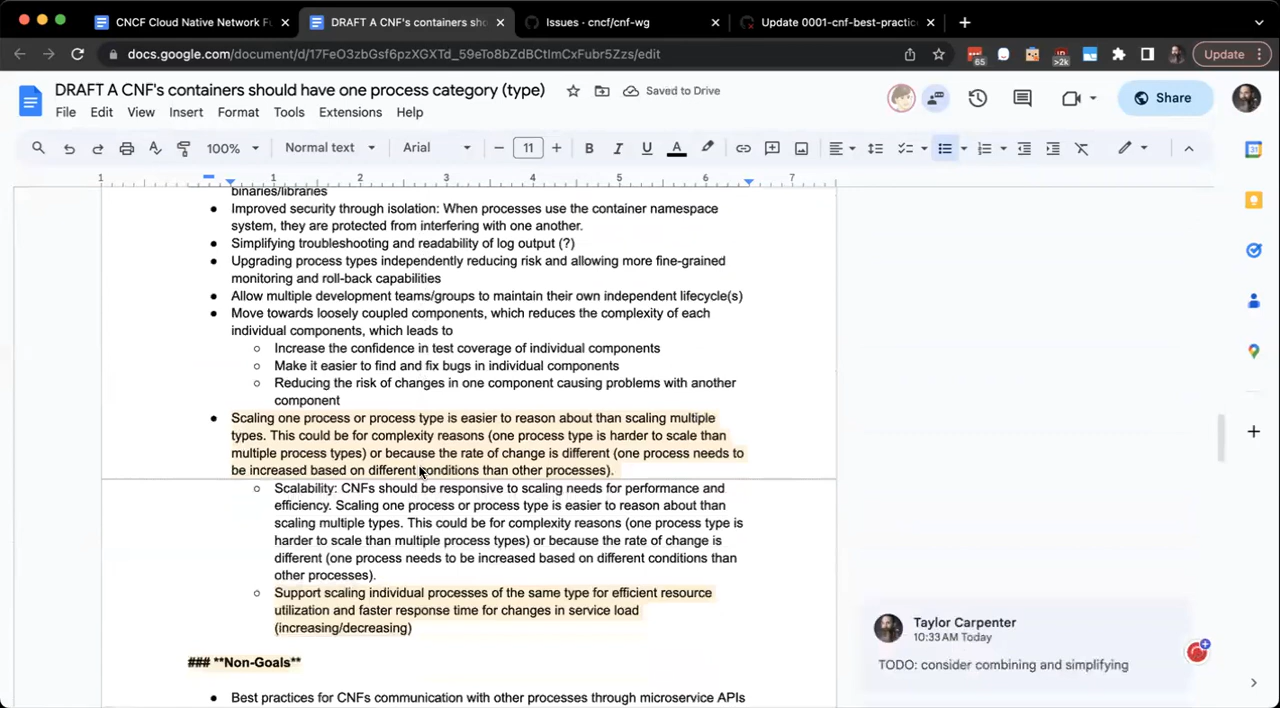 CNCF Cloud Native Network Fu
DRAFT A CNF's containers sho
Issues · cncf/cnf-wg
Update 0001-cnf-best-practice
docs.google.com/document/d/17FeO3zbGsf6pzXGXTd_59eTo8bZdBCtImCxFubr5Zzs/edit
65
>2k
Update
DRAFT A CNF's containers should have one process category (type)
Saved to Drive
Share
File Edit View Insert Format Tools Extensions Help
100% Normal text Arial 11 B I U A
1 1 2 3 4 5 6 7
binaries/libraries
● Improved security through isolation: When processes use the container namespace
system, they are protected from interfering with one another.
● Simplifying troubleshooting and readability of log output (?)
● Upgrading process types independently reducing risk and allowing more fine-grained
monitoring and roll-back capabilities
● Allow multiple development teams/groups to maintain their own independent lifecycle(s)
● Move towards loosely coupled components, which reduces the complexity of each
individual components, which leads to
○ Increase the confidence in test coverage of individual components
○ Make it easier to find and fix bugs in individual components
○ Reducing the risk of changes in one component causing problems with another
component
● Scaling one process or process type is easier to reason about than scaling multiple
types. This could be for complexity reasons (one process type is harder to scale than
multiple process types) or because the rate of change is different (one process needs to
be increased based on different conditions than other processes).
○ Scalability: CNFs should be responsive to scaling needs for performance and
efficiency. Scaling one process or process type is easier to reason about than
scaling multiple types. This could be for complexity reasons (one process type is
harder to scale than multiple process types) or because the rate of change is
different (one process needs to be increased based on different conditions than
other processes).
○ Support scaling individual processes of the same type for efficient resource
utilization and faster response time for changes in service load
(increasing/decreasing)
Taylor Carpenter
10:33 AM Today
TODO: consider combining and simplifying
### **Non-Goals**
● Best practices for CNFs communication with other processes through microservice APIs